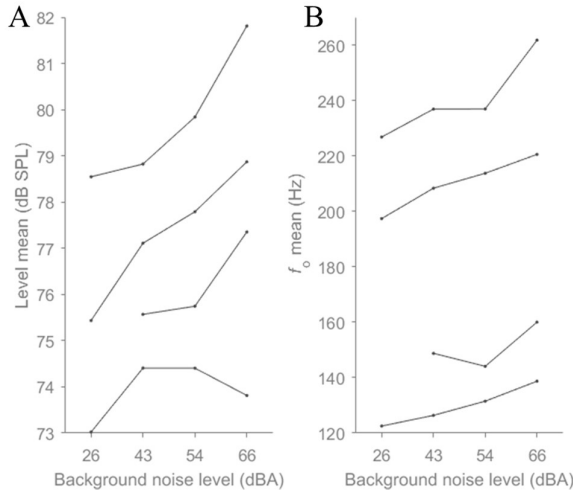 A
82
81
80
79
78
77
76
75
74
73
Level mean (dB SPL)
26 43 54 66
Background noise level (dBA)
B
260
240
220
200
180
160
140
120
fo mean (Hz)
26 43 54 66
Background noise level (dBA)